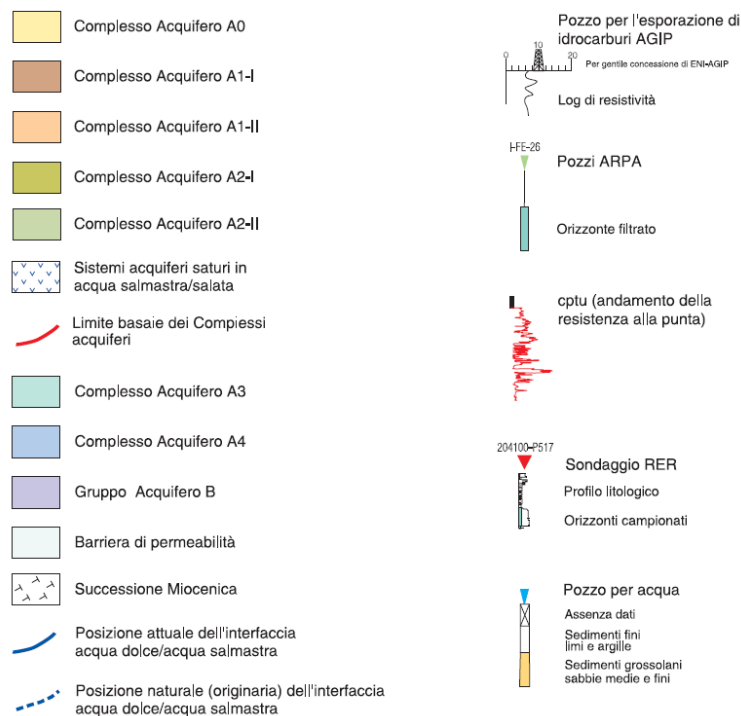 Complesso Acquifero A0
Complesso Acquifero A1-I
Complesso Acquifero A1-II
Complesso Acquifero A2-I
Complesso Acquifero A2-II
Sistemi acquiferi saturi in
acqua salmastra/salata
Limite basaie dei Compiessi
acquiferi
Complesso Acquifero A3
Complesso Acquifero A4
Gruppo Acquifero B
Barriera di permeabilità
Successione Miocenica
Posizione attuale dell'interfaccia
acqua dolce/acqua salmastra
Posizione naturale (originaria) dell'interfaccia
acqua dolce/acqua salmastra
Pozzo per l'esporazione di
idrocarburi AGIP
0 10 20
Per gentile concessione di ENI-AGIP
Log di resistività
I-FE-26
Pozzi ARPA
Orizzonte filtrato
cptu (andamento della
resistenza alla punta)
204100-P517
Sondaggio RER
Profilo litologico
Orizzonti campionati
Pozzo per acqua
Assenza dati
Sedimenti fini
limi e argille
Sedimenti grossolani
sabbie medie e fini